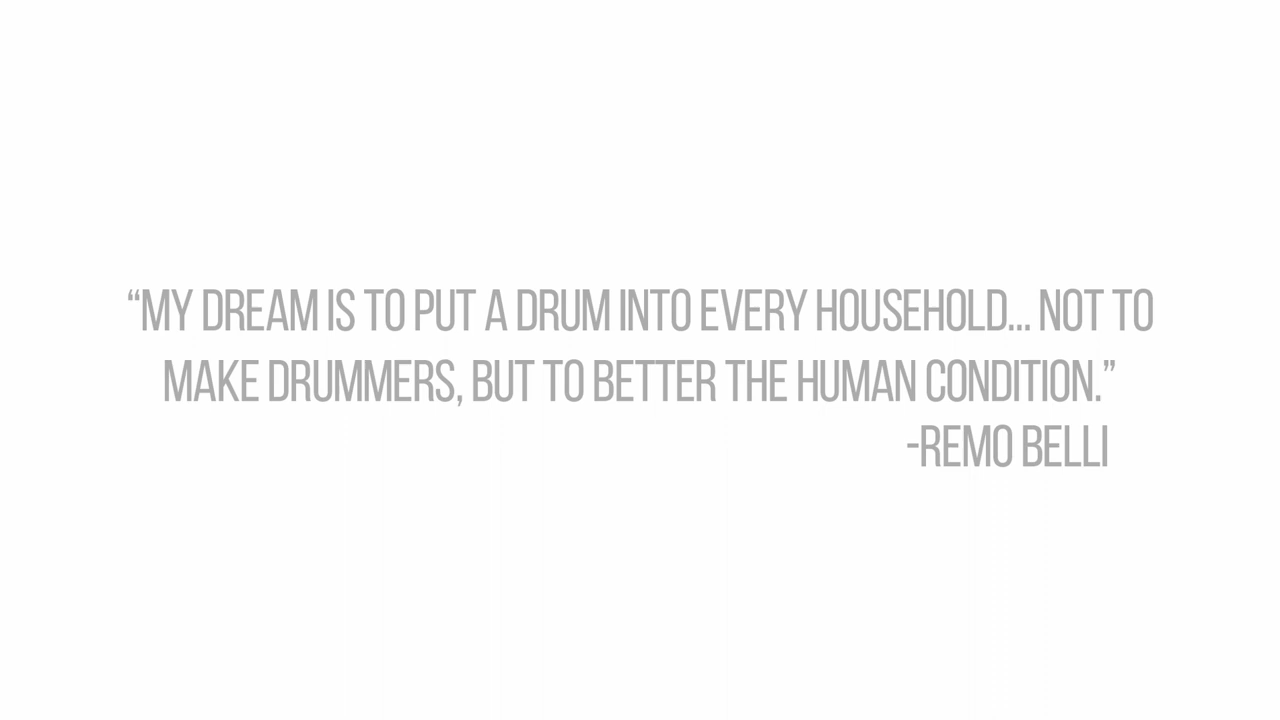 “MY DREAM IS TO PUT A DRUM INTO EVERY HOUSEHOLD... NOT TO
MAKE DRUMMERS, BUT TO BETTER THE HUMAN CONDITION.”
-REMO BELLI